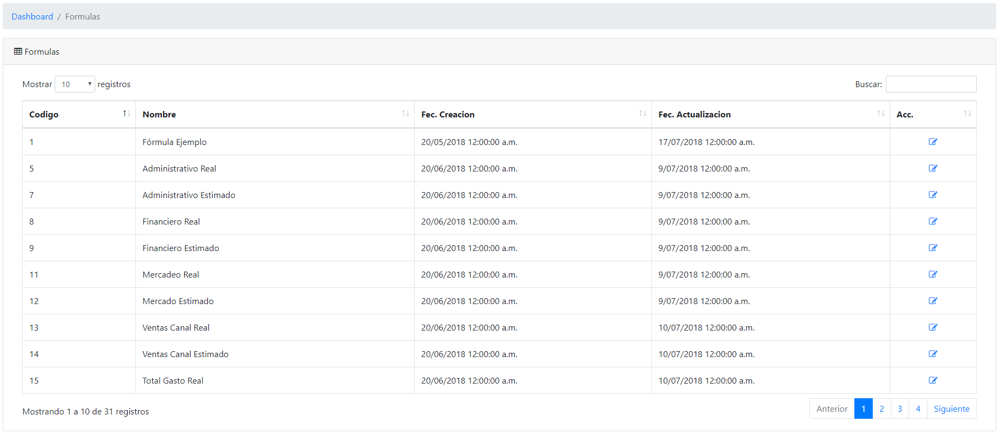 Dashboard / Formulas
Formulas
Mostrar 10 registros Buscar:
Codigo Nombre Fec. Creacion Fec. Actualizacion Acc.
1 Fórmula Ejemplo 20/05/2018 12:00:00 a.m. 17/07/2018 12:00:00 a.m.
5 Administrativo Real 20/06/2018 12:00:00 a.m. 9/07/2018 12:00:00 a.m.
7 Administrativo Estimado 20/06/2018 12:00:00 a.m. 9/07/2018 12:00:00 a.m.
8 Financiero Real 20/06/2018 12:00:00 a.m. 9/07/2018 12:00:00 a.m.
9 Financiero Estimado 20/06/2018 12:00:00 a.m. 9/07/2018 12:00:00 a.m.
11 Mercadeo Real 20/06/2018 12:00:00 a.m. 9/07/2018 12:00:00 a.m.
12 Mercado Estimado 20/06/2018 12:00:00 a.m. 9/07/2018 12:00:00 a.m.
13 Ventas Canal Real 20/06/2018 12:00:00 a.m. 10/07/2018 12:00:00 a.m.
14 Ventas Canal Estimado 20/06/2018 12:00:00 a.m. 10/07/2018 12:00:00 a.m.
15 Total Gasto Real 20/06/2018 12:00:00 a.m. 10/07/2018 12:00:00 a.m.
Mostrando 1 a 10 de 31 registros Anterior 1 2 3 4 Siguiente